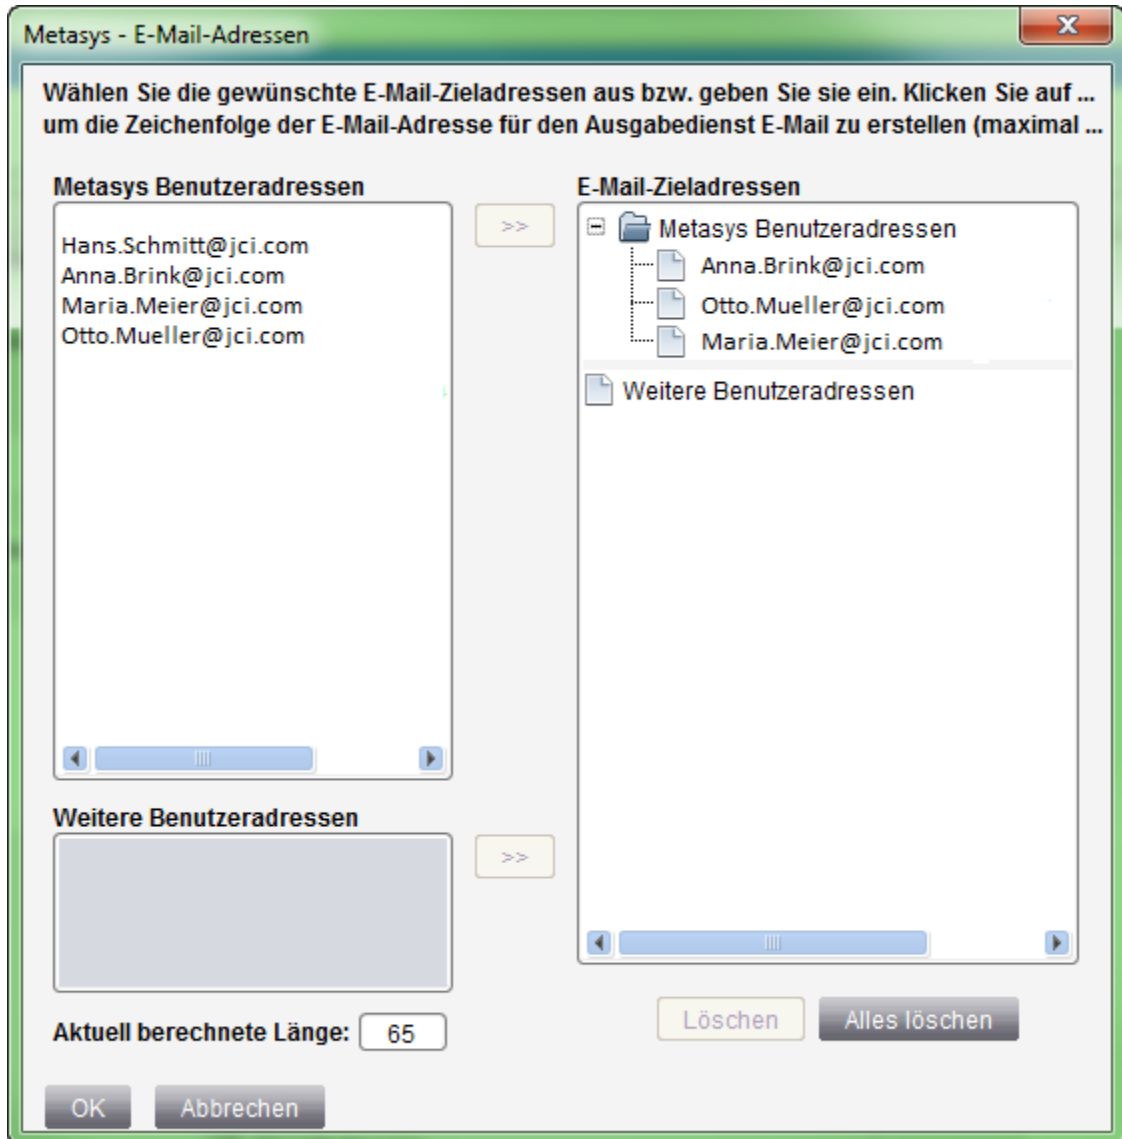 Metasys - E-Mail-Adressen
X
Wählen Sie die gewünschte E-Mail-Zieladressen aus bzw. geben Sie sie ein. Klicken Sie auf ...
um die Zeichenfolge der E-Mail-Adresse für den Ausgabedienst E-Mail zu erstellen (maximal ...
Metasys Benutzeradressen
Hans.Schmitt@jci.com
Anna.Brink@jci.com
Maria.Meier@jci.com
Otto.Mueller@jci.com
>>
E-Mail-Zieladressen
Metasys Benutzeradressen
Anna.Brink@jci.com
Otto.Mueller@jci.com
Maria.Meier@jci.com
Weitere Benutzeradressen
Weitere Benutzeradressen
>>
Aktuell berechnete Länge: 65
Löschen
Alles löschen
OK
Abbrechen